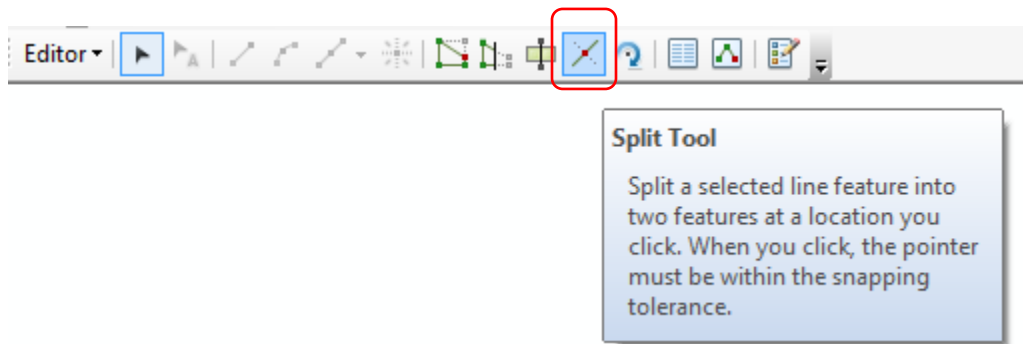 Editor
Split Tool
Split a selected line feature into
two features at a location you
click. When you click, the pointer
must be within the snapping
tolerance.